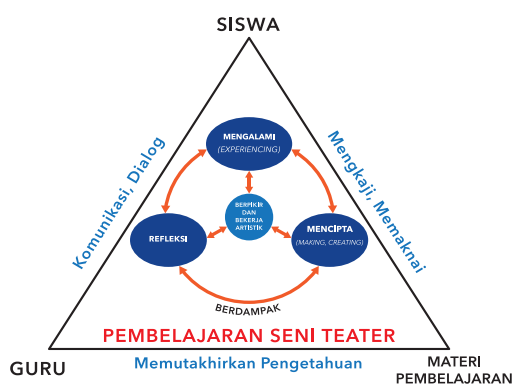 SISWA
Komunikasi, Dialog
Mengkaji, Memaknai
MENGALAMI
(EXPERIENCING)
BERPIKIR
DAN
BEKERJA
ARTISTIK
REFLEKSI
MENCIPTA
(MAKING, CREATING)
BERDAMPAK
PEMBELAJARAN SENI TEATER
GURU
Memutakhirkan Pengetahuan
MATERI
PEMBELAJARAN